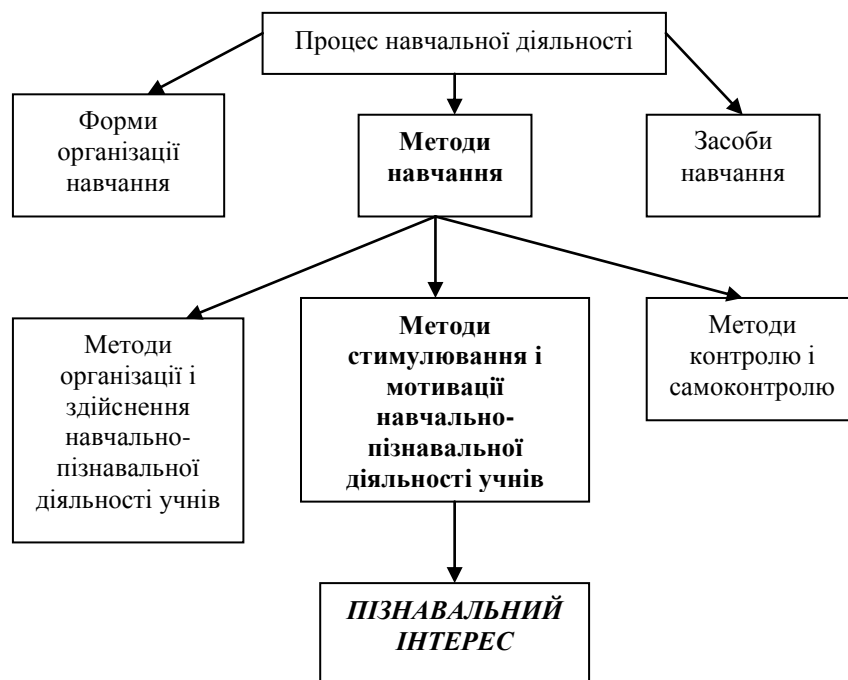 Процес навчальної діяльності
Форми
організації
навчання
Методи
навчання
Засоби
навчання
Методи
організації і
здійснення
навчально-
пізнавальної
діяльності учнів
Методи
стимулювання і
мотивації
навчально-
пізнавальної
діяльності учнів
Методи
контролю і
самоконтролю
ПІЗНАВАЛЬНИЙ
ІНТЕРЕС